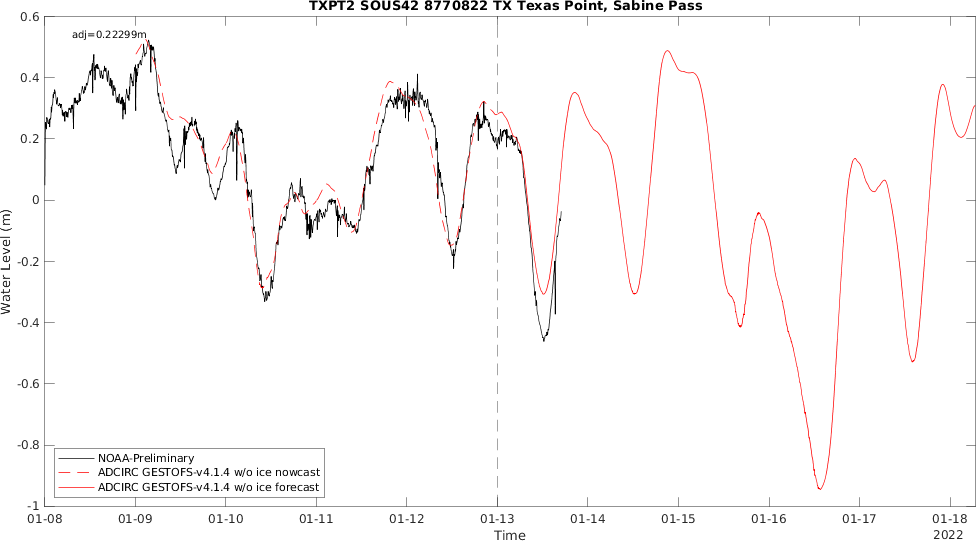 TXPT2 SOUS42 8770822 TX Texas Point, Sabine Pass
adj=0.22299m
0.6
0.4
0.2
0
-0.2
-0.4
-0.6
-0.8
-1
Water Level (m)
NOAA-Preliminary
ADCIRC GESTOFS-v4.1.4 w/o ice nowcast
ADCIRC GESTOFS-v4.1.4 w/o ice forecast
01-08 01-09 01-10 01-11 01-12 01-13 01-14 01-15 01-16 01-17 01-18
Time
2022